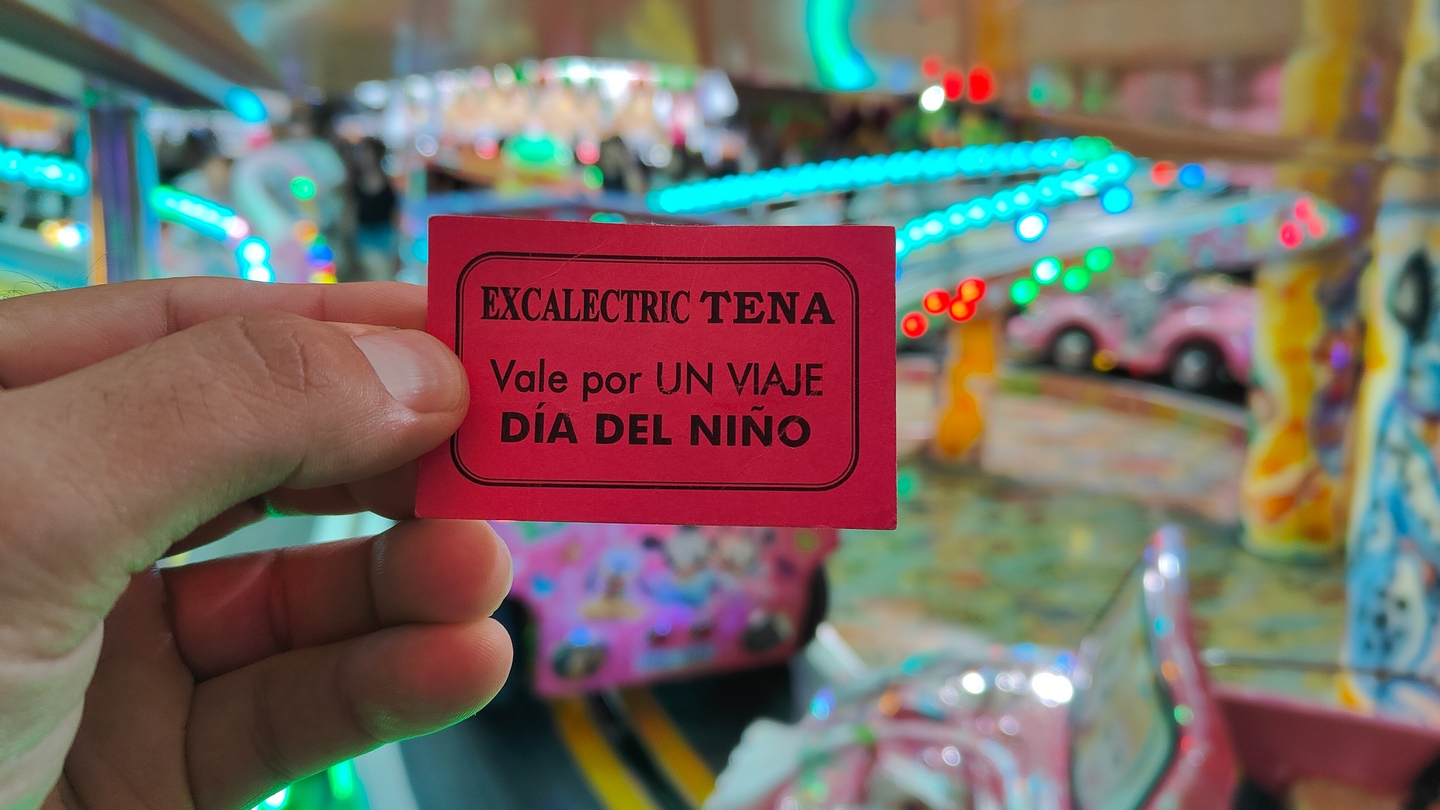 EXCALECTRIC TENA
Vale por UN VIAJE
DÍA DEL NIÑO